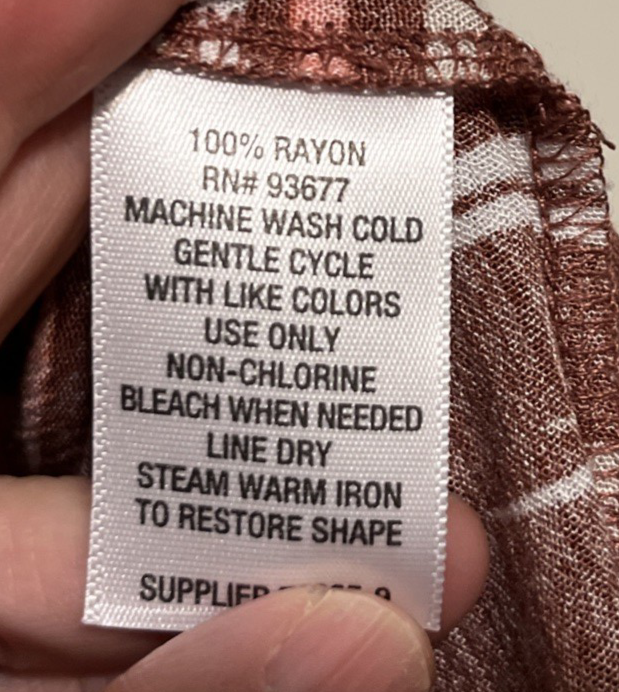 100% RAYON
RN# 93677
MACHINE WASH COLD
GENTLE CYCLE
WITH LIKE COLORS
USE ONLY
NON-CHLORINE
BLEACH WHEN NEEDED
LINE DRY
STEAM WARM IRON
TO RESTORE SHAPE
SUPPLIER